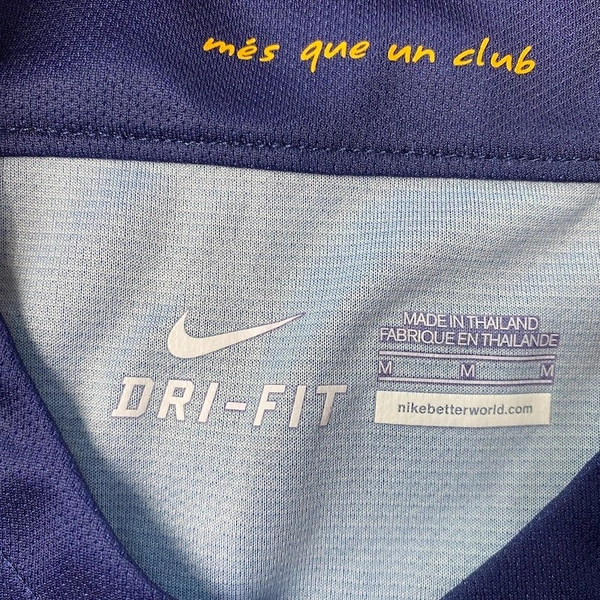 més que un club
DRI-FIT
MADE IN THAILAND
FABRIQUE EN THAILANDE
M M M
nikebetterworld.com